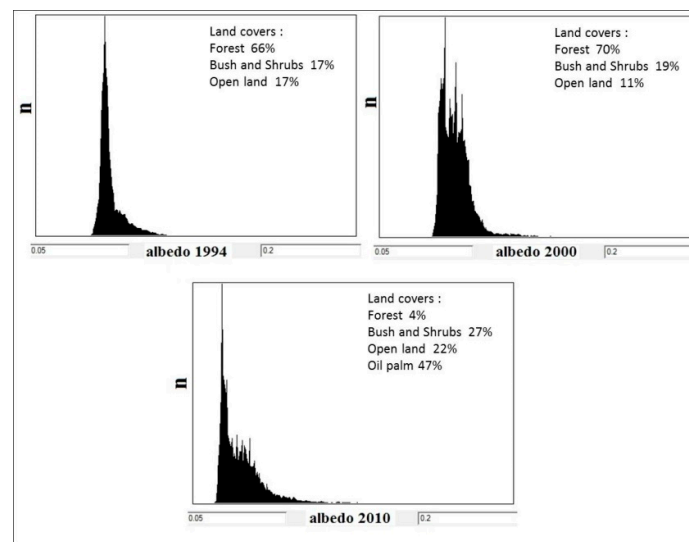 Land covers :
Forest 66%
Bush and Shrubs 17%
Open land 17%
n
0.05
albedo 1994
0.2
Land covers :
Forest 70%
Bush and Shrubs 19%
Open land 11%
n
0.05
albedo 2000
0.2
Land covers :
Forest 4%
Bush and Shrubs 27%
Open land 22%
Oil palm 47%
n
0.05
albedo 2010
0.2